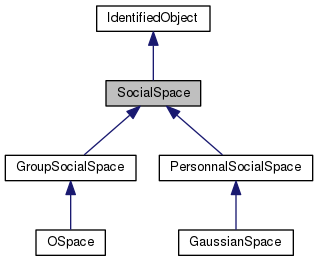 IdentifiedObject
SocialSpace
GroupSocialSpace
PersonnalSocialSpace
OSpace
GaussianSpace